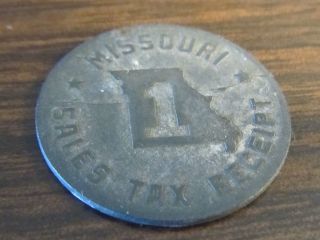 MISSOURI
1
SALES TAX RECEIPT